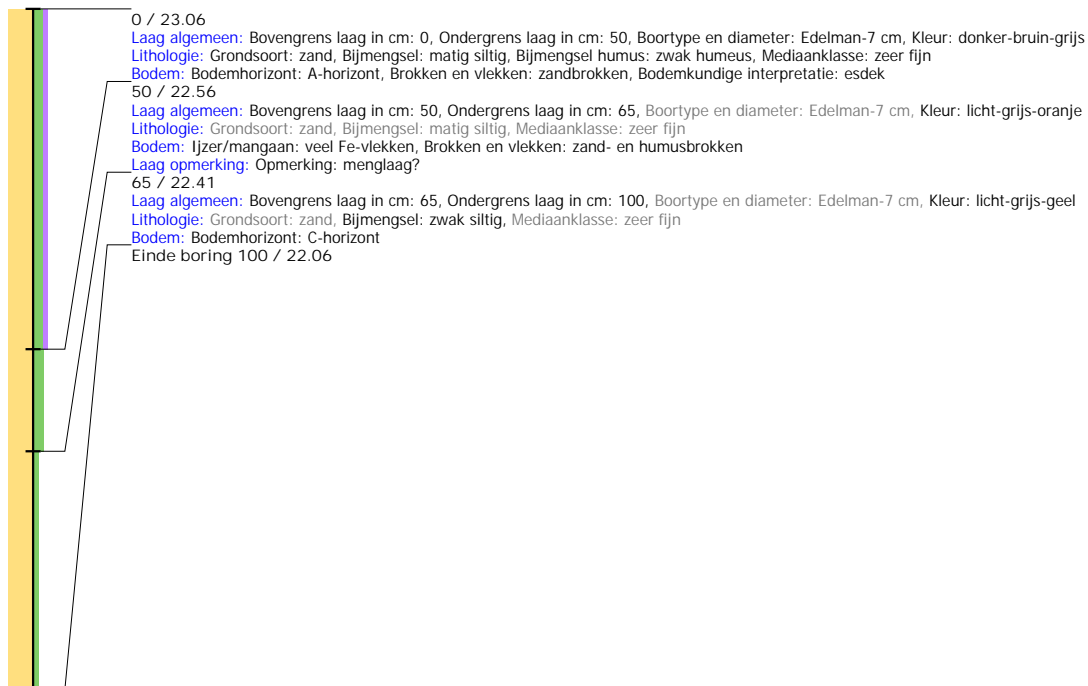 0 / 23.06
Laag algemeen: Bovengrens laag in cm: 0, Ondergrens laag in cm: 50, Boortype en diameter: Edelman-7 cm, Kleur: donker-bruin-grijs
Lithologie: Grondsoort: zand, Bijmengsel: matig siltig, Bijmengsel humus: zwak humeus, Mediaanklasse: zeer fijn
Bodem: Bodemhorizont: A-horizont, Brokken en vlekken: zandbrokken, Bodemkundige interpretatie: esdek
50 / 22.56
Laag algemeen: Bovengrens laag in cm: 50, Ondergrens laag in cm: 65, Boortype en diameter: Edelman-7 cm, Kleur: licht-grijs-oranje
Lithologie: Grondsoort: zand, Bijmengsel: matig siltig, Mediaanklasse: zeer fijn
Bodem: Ijzer/mangaan: veel Fe-vlekken, Brokken en vlekken: zand- en humusbrokken
Laag opmerking: Opmerking: menglaag?
65 / 22.41
Laag algemeen: Bovengrens laag in cm: 65, Ondergrens laag in cm: 100, Boortype en diameter: Edelman-7 cm, Kleur: licht-grijs-geel
Lithologie: Grondsoort: zand, Bijmengsel: zwak siltig, Mediaanklasse: zeer fijn
Bodem: Bodemhorizont: C-horizont
Einde boring 100 / 22.06